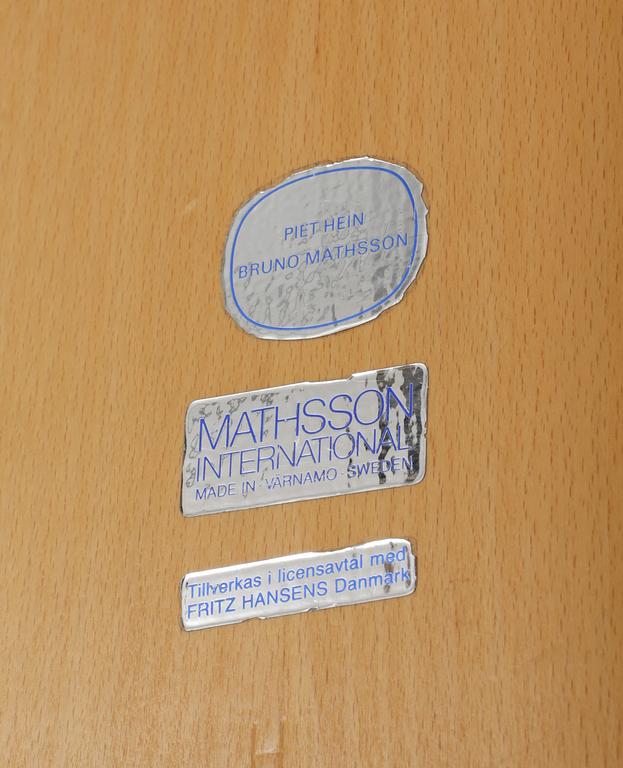 PIET HEIN
BRUNO MATHSSON
MATHSSON
INTERNATIONAL
MADE IN · VÄRNAMO · SWEDEN
Tillverkas i licensavtal med
FRITZ HANSENS Danmark